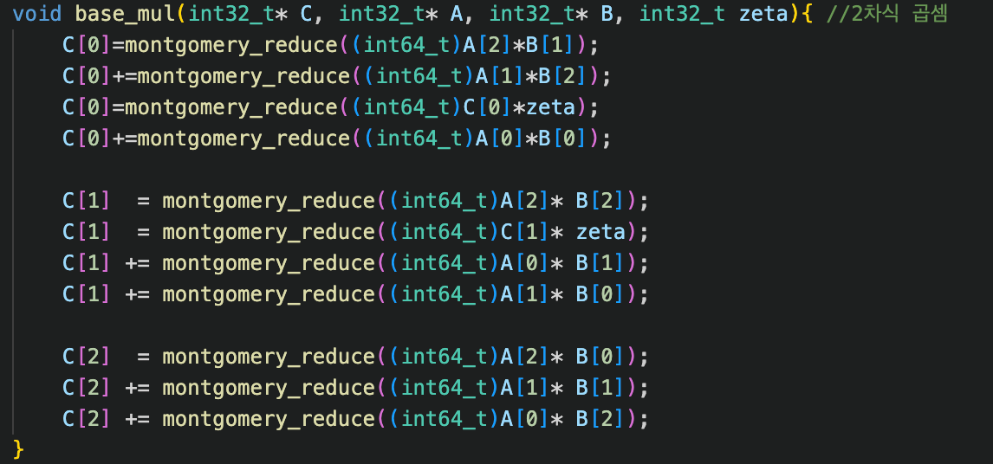 void base_mul(int32_t* C, int32_t* A, int32_t* B, int32_t zeta){ //2차식 곱셈
    C[0]=montgomery_reduce((int64_t)A[2]*B[1]);
    C[0]+=montgomery_reduce((int64_t)A[1]*B[2]);
    C[0]=montgomery_reduce((int64_t)C[0]*zeta);
    C[0]+=montgomery_reduce((int64_t)A[0]*B[0]);

    C[1]  = montgomery_reduce((int64_t)A[2]* B[2]);
    C[1]  = montgomery_reduce((int64_t)C[1]* zeta);
    C[1] += montgomery_reduce((int64_t)A[0]* B[1]);
    C[1] += montgomery_reduce((int64_t)A[1]* B[0]);

    C[2]  = montgomery_reduce((int64_t)A[2]* B[0]);
    C[2] += montgomery_reduce((int64_t)A[1]* B[1]);
    C[2] += montgomery_reduce((int64_t)A[0]* B[2]);
}